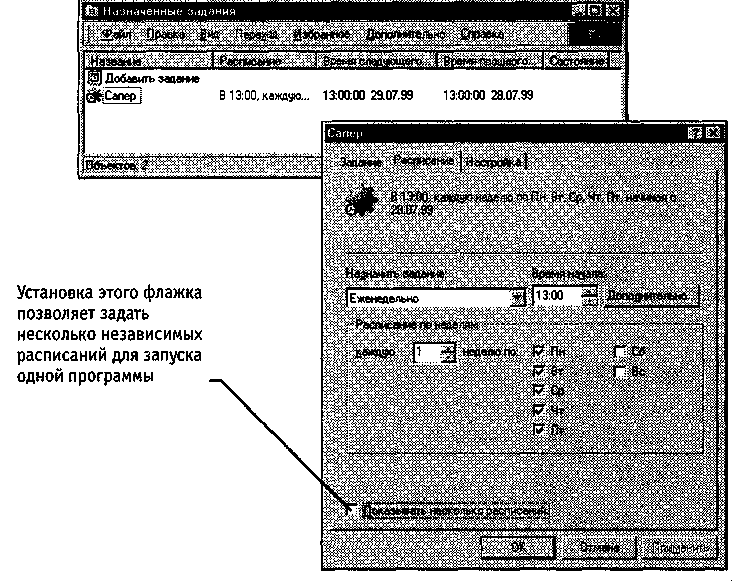 Назначенные задания
Файл Правка Вид Переход Избранное Дополнительно Справка
Название Расписание Время следующего... Время прошлого... Состояние
Добавить задание
Сапер В 13:00, каждую... 13:00:00 29.07.99 13:00:00 28.07.99
Объектов: 2
Сапер
Задание Расписание Настройка
В 13:00, каждую неделю по Пн, Вт, Ср, Чт, Пт, начиная с
20.07.99
Назначить задание: Время начала:
Еженедельно 13:00 Дополнительно...
Расписание по неделям
каждую 1 неделю по: Пн Сб
Вт Вс
Ср
Чт
Пт
Установка этого флажка
позволяет задать
несколько независимых
расписаний для запуска
одной программы
Показывать несколько расписаний.
ОК Отмена Применить